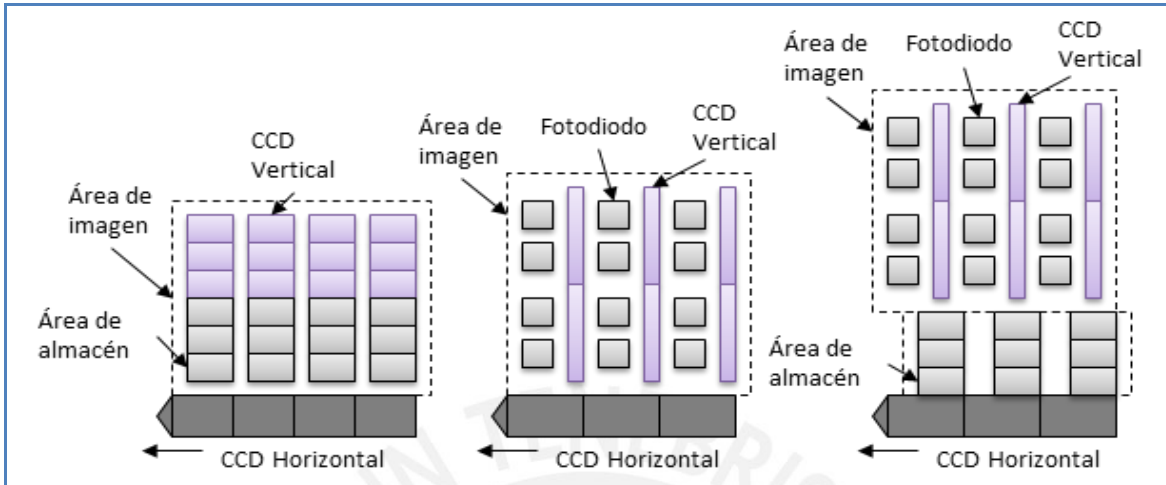 CCD
Vertical
Área de
imagen
Área de
almacén
CCD Horizontal
Área de
imagen
Fotodiodo
CCD
Vertical
CCD Horizontal
Área de
imagen
Fotodiodo
CCD
Vertical
Área de
almacén
CCD Horizontal